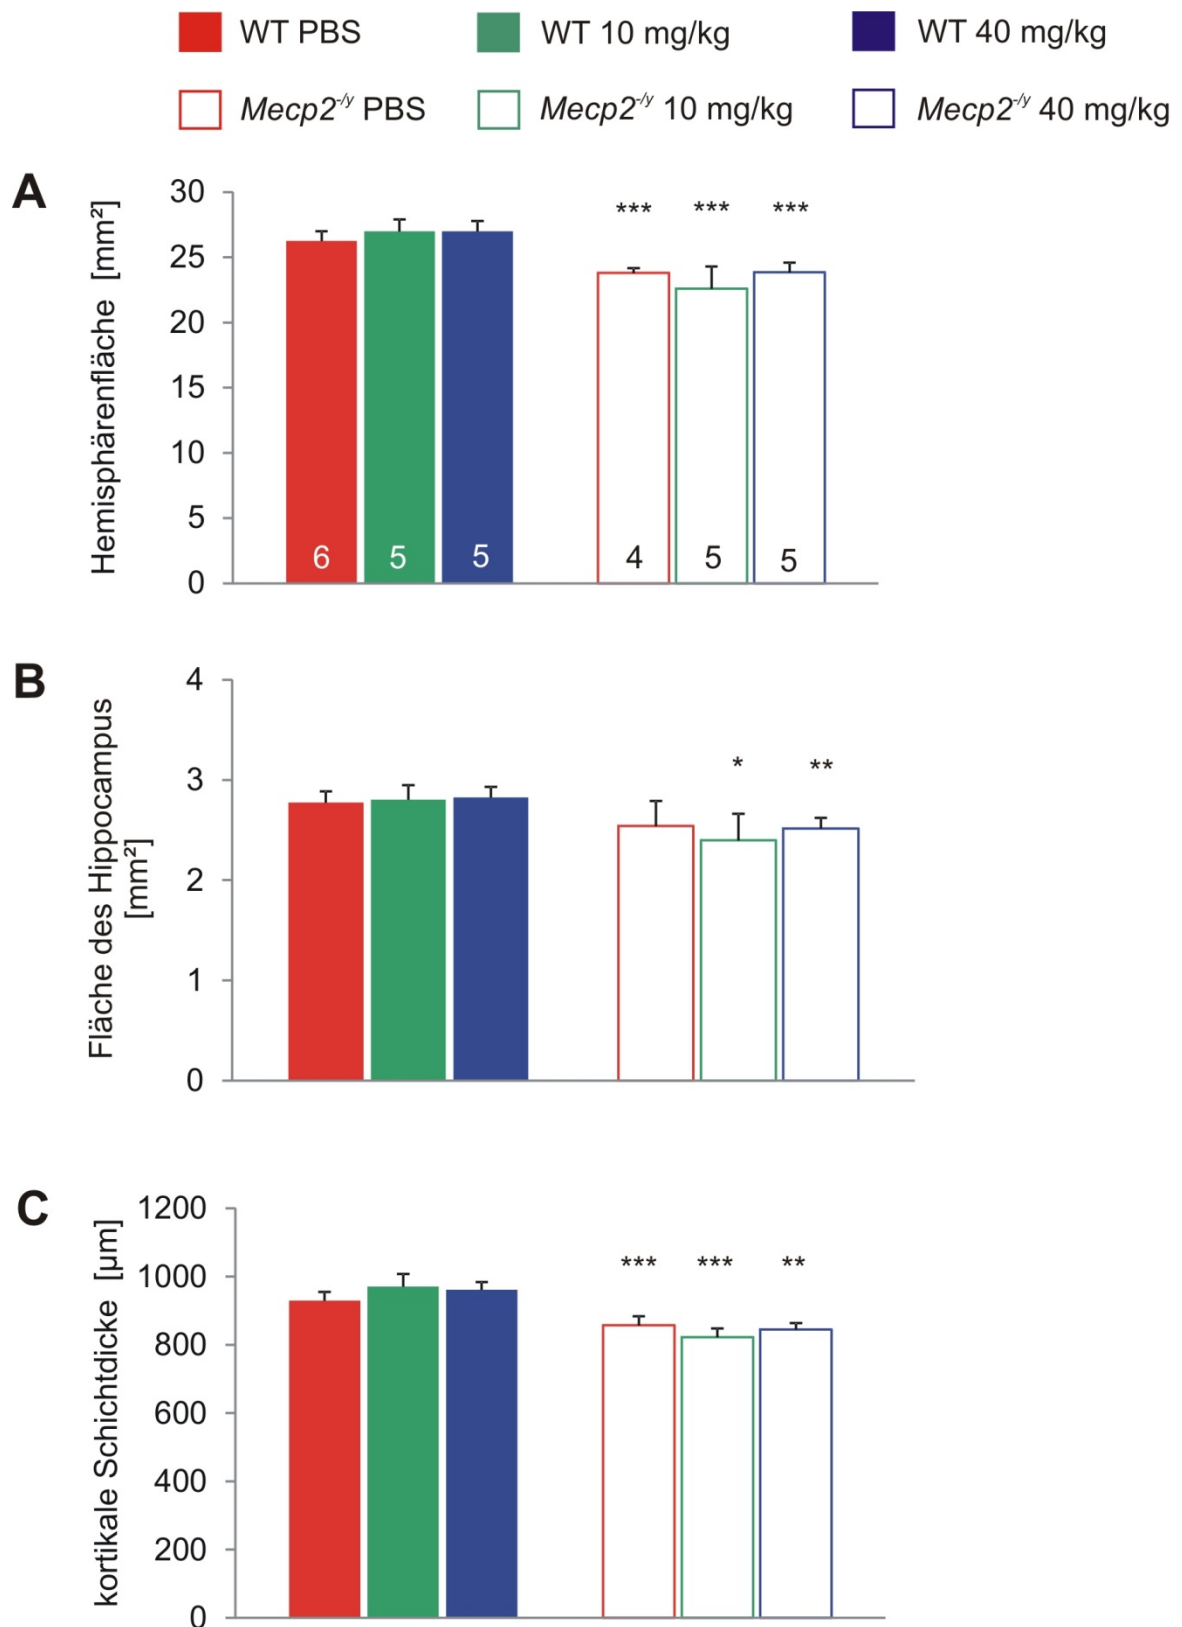 WT PBS WT 10 mg/kg WT 40 mg/kg
Mecp2-/y PBS Mecp2-/y 10 mg/kg Mecp2-/y 40 mg/kg
A
Hemisphärenfläche [mm²]
30
25
20
15
10
5
0
*** *** ***
6 5 5 4 5 5
B
Fläche des Hippocampus
[mm²]
4
3
2
1
0
* **
C
kortikale Schichtdicke [µm]
1200
1000
800
600
400
200
0
*** *** **